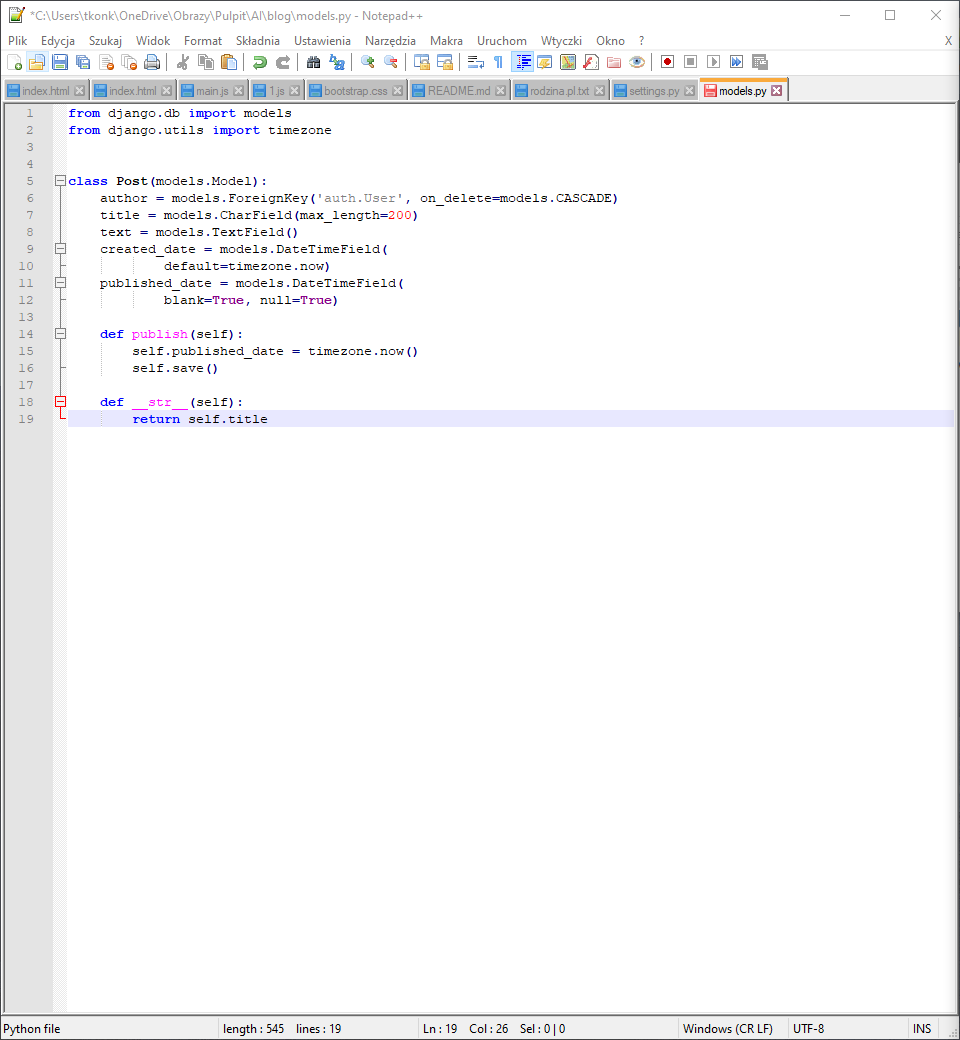 *C:\Users\tkonk\OneDrive\Obrazy\Pulpit\AI\blog\models.py - Notepad++
Plik Edycja Szukaj Widok Format Składnia Ustawienia Narzędzia Makra Uruchom Wtyczki Okno ? X
index.html index.html main.js 1.js bootstrap.css README.md rodzina.pl.txt settings.py models.py
1 from django.db import models
2 from django.utils import timezone
3
4
5 class Post(models.Model):
6     author = models.ForeignKey('auth.User', on_delete=models.CASCADE)
7     title = models.CharField(max_length=200)
8     text = models.TextField()
9     created_date = models.DateTimeField(
10             default=timezone.now)
11     published_date = models.DateTimeField(
12             blank=True, null=True)
13
14     def publish(self):
15         self.published_date = timezone.now()
16         self.save()
17
18     def __str__(self):
19         return self.title
Python file length : 545 lines : 19 Ln : 19 Col : 26 Sel : 0 | 0 Windows (CR LF) UTF-8 INS